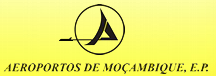 AEROPORTOS DE MOÇAMBIQUE, E.P.